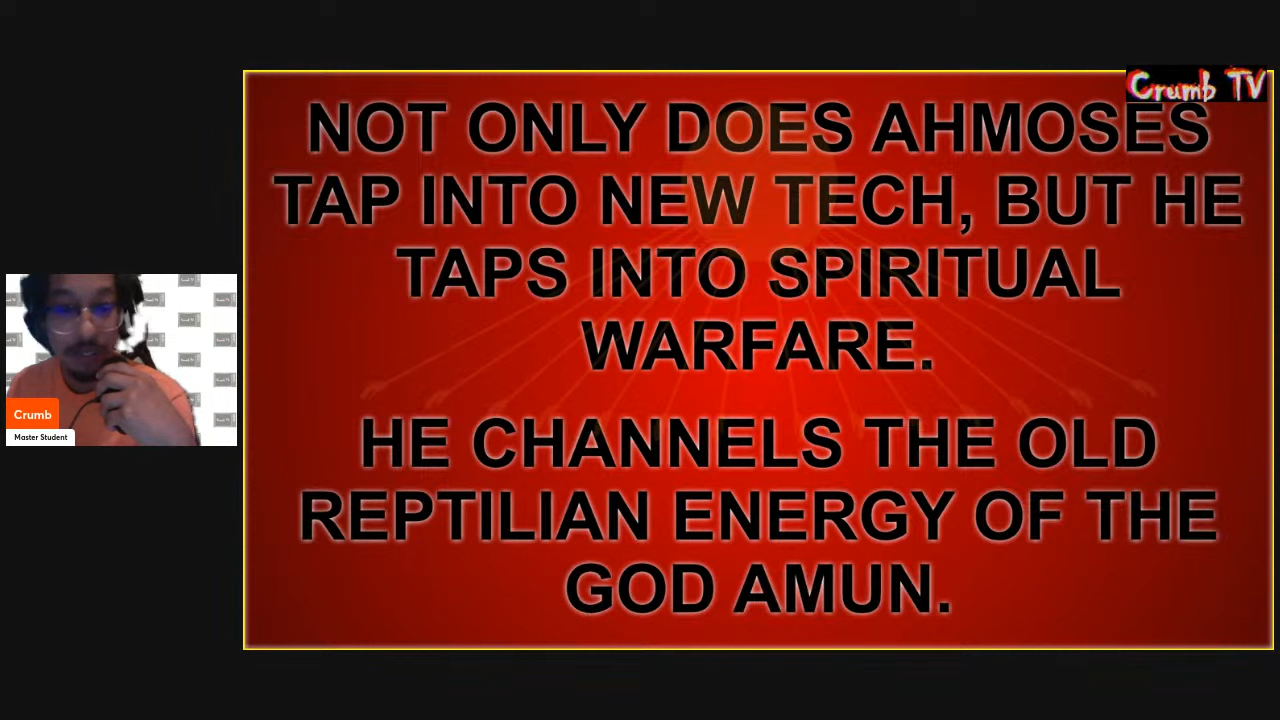 Crumb TV
NOT ONLY DOES AHMOSES
TAP INTO NEW TECH, BUT HE
TAPS INTO SPIRITUAL
WARFARE.
HE CHANNELS THE OLD
REPTILIAN ENERGY OF THE
GOD AMUN.
Crumb
Master Student